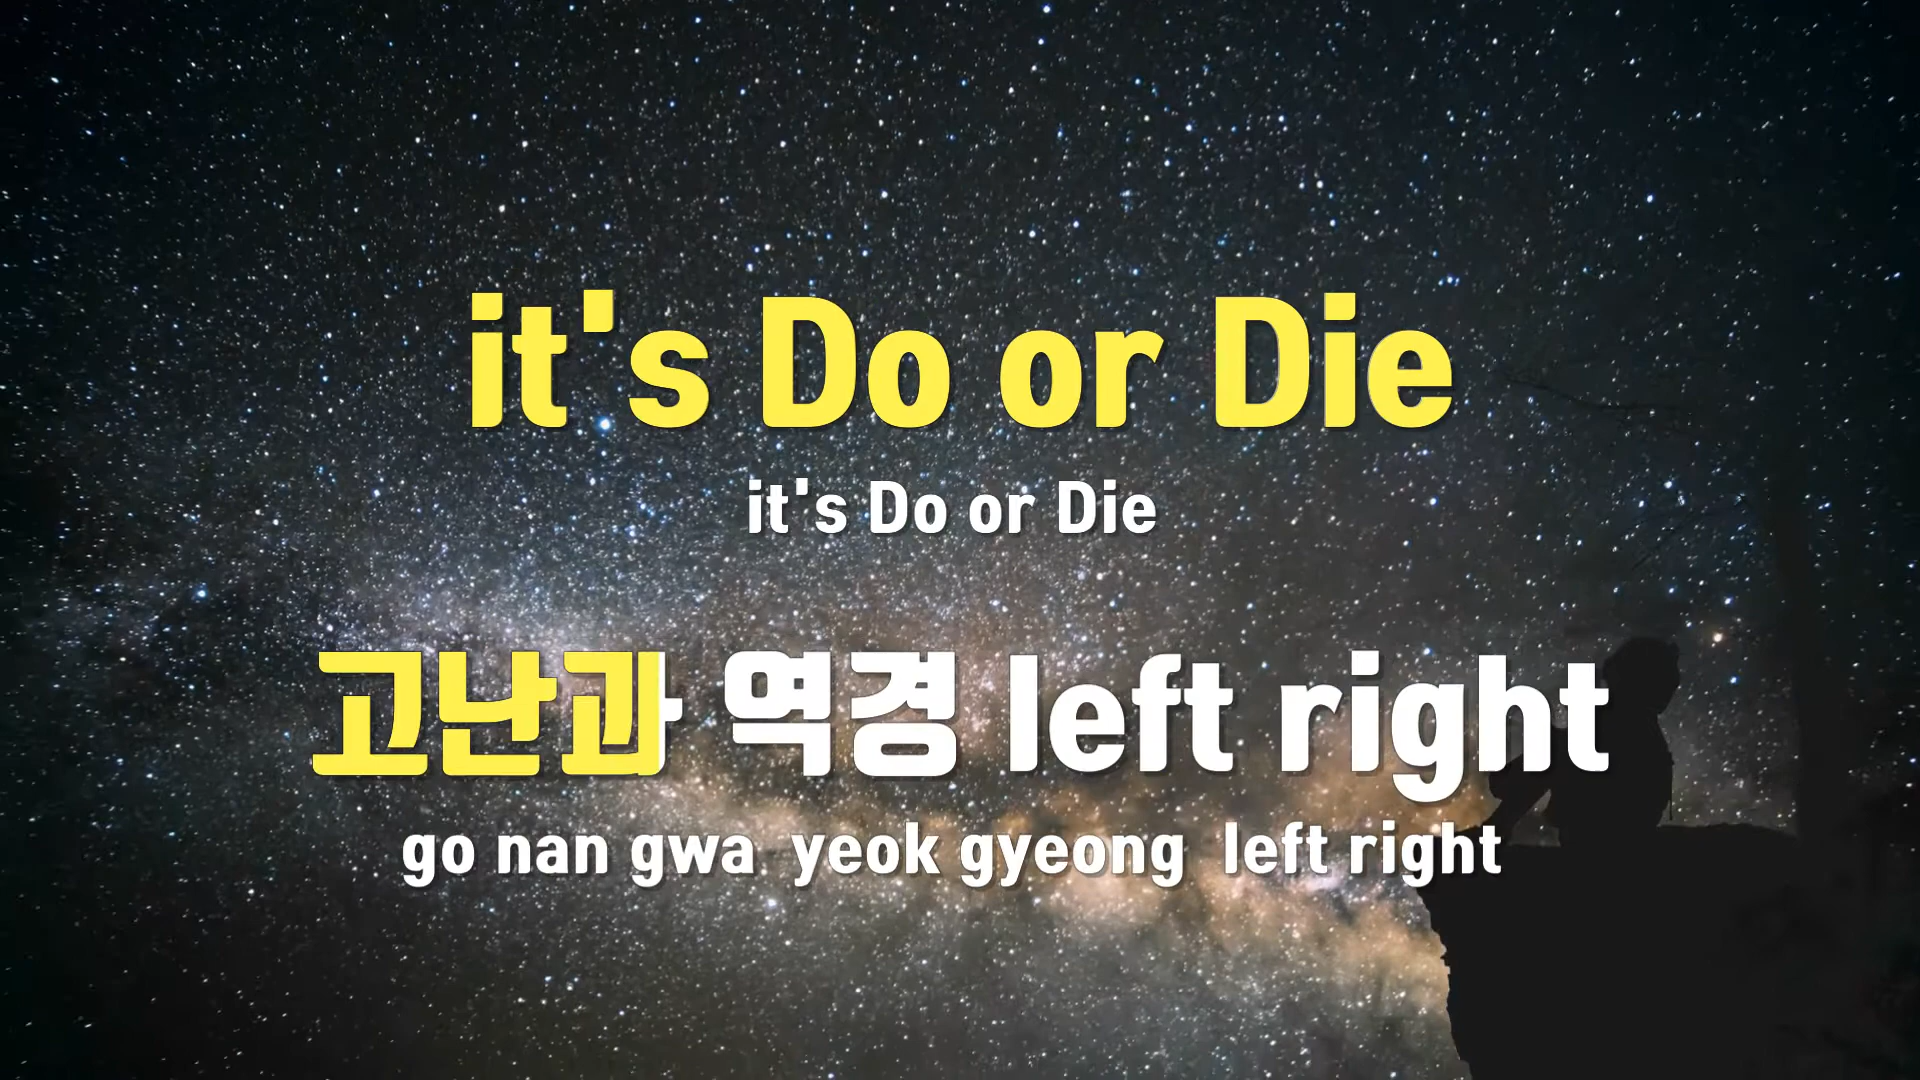 it's Do or Die
it's Do or Die
고난과 역경 left right
go nan gwa yeok gyeong left right